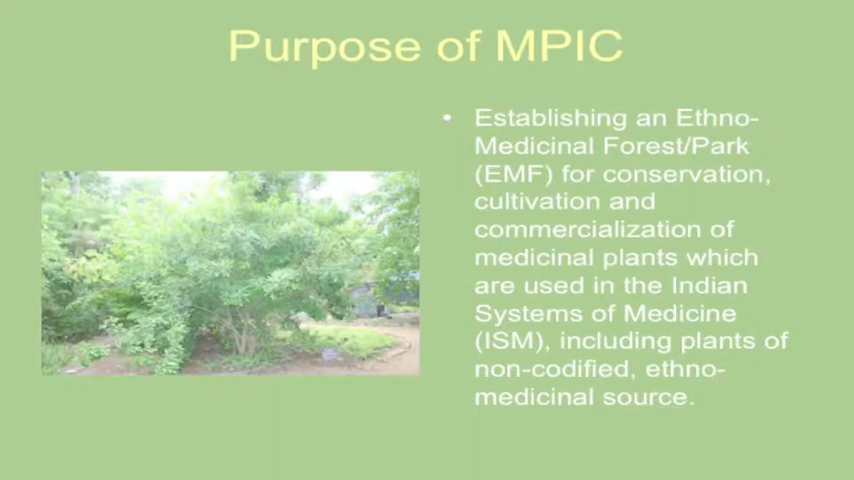 Purpose of MPIC
• Establishing an Ethno-
Medicinal Forest/Park
(EMF) for conservation,
cultivation and
commercialization of
medicinal plants which
are used in the Indian
Systems of Medicine
(ISM), including plants of
non-codified, ethno-
medicinal source.